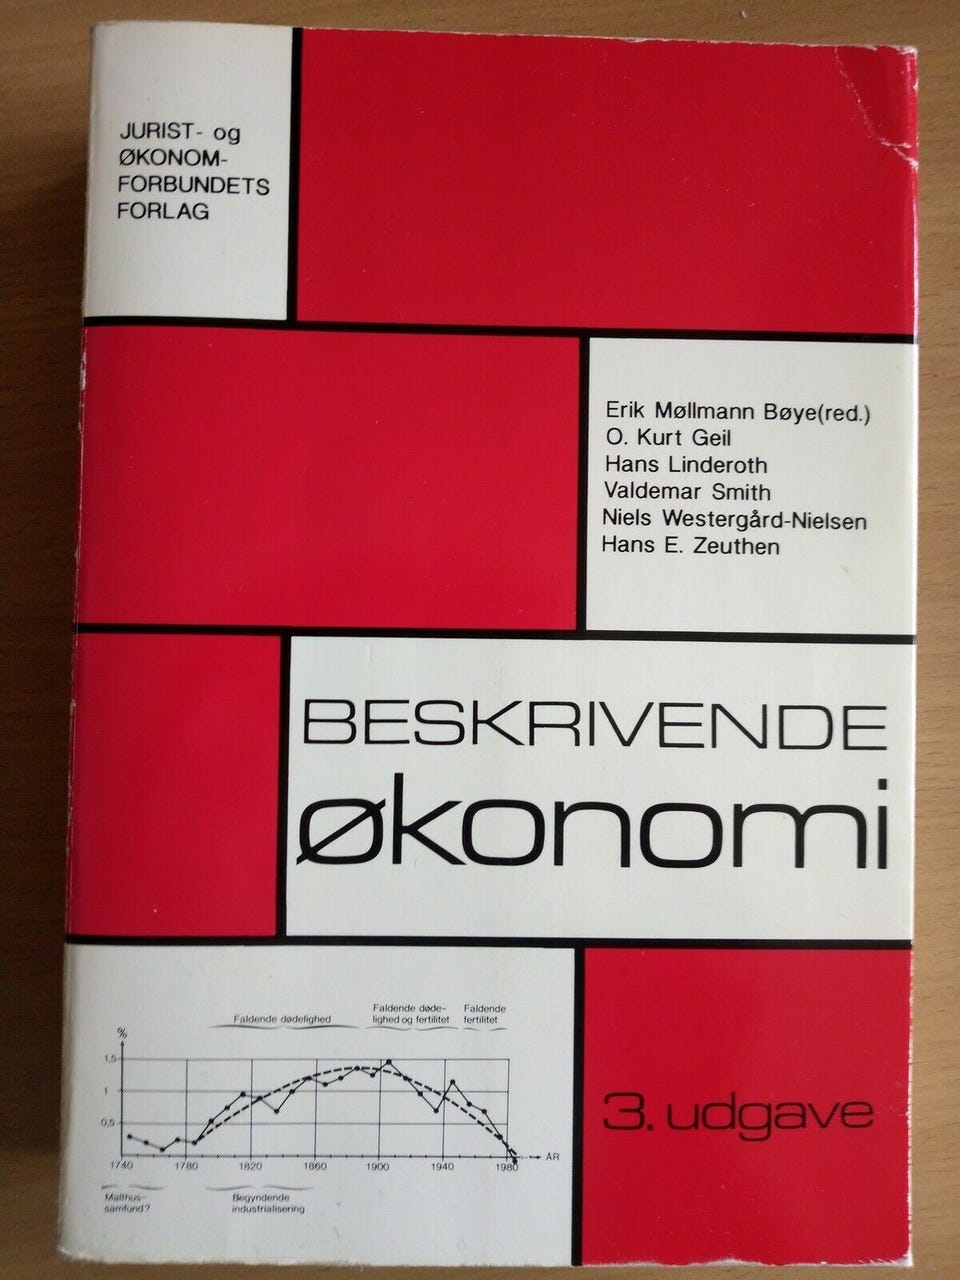 JURIST- og
ØKONOM-
FORBUNDETS
FORLAG
Erik Møllmann Bøye(red.)
O. Kurt Geil
Hans Linderoth
Valdemar Smith
Niels Westergård-Nielsen
Hans E. Zeuthen
BESKRIVENDE
økonomi
Faldende dødelighed
Faldende døde-
lighed og fertilitet
Faldende
fertilitet
%
1,5
1
0,5
1740 1780 1820 1860 1900 1940 1980 ÅR
Malthus-
samfund?
Begyndende
industrialisering
3. udgave